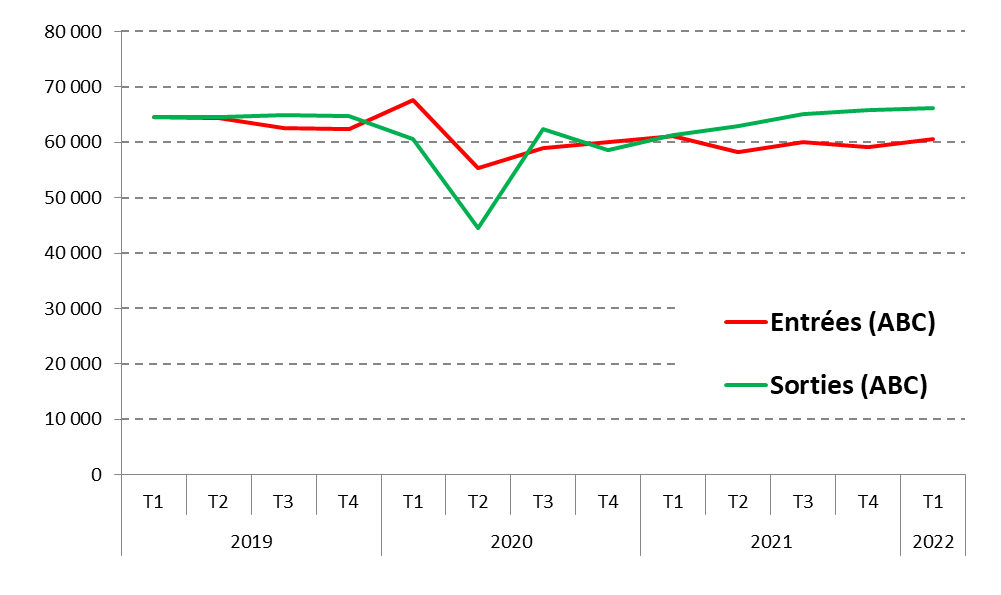 80 000
70 000
60 000
50 000
40 000
30 000
20 000
10 000
0
Entrées (ABC)
Sorties (ABC)
T1 T2 T3 T4 T1 T2 T3 T4 T1 T2 T3 T4 T1
2019 2020 2021 2022